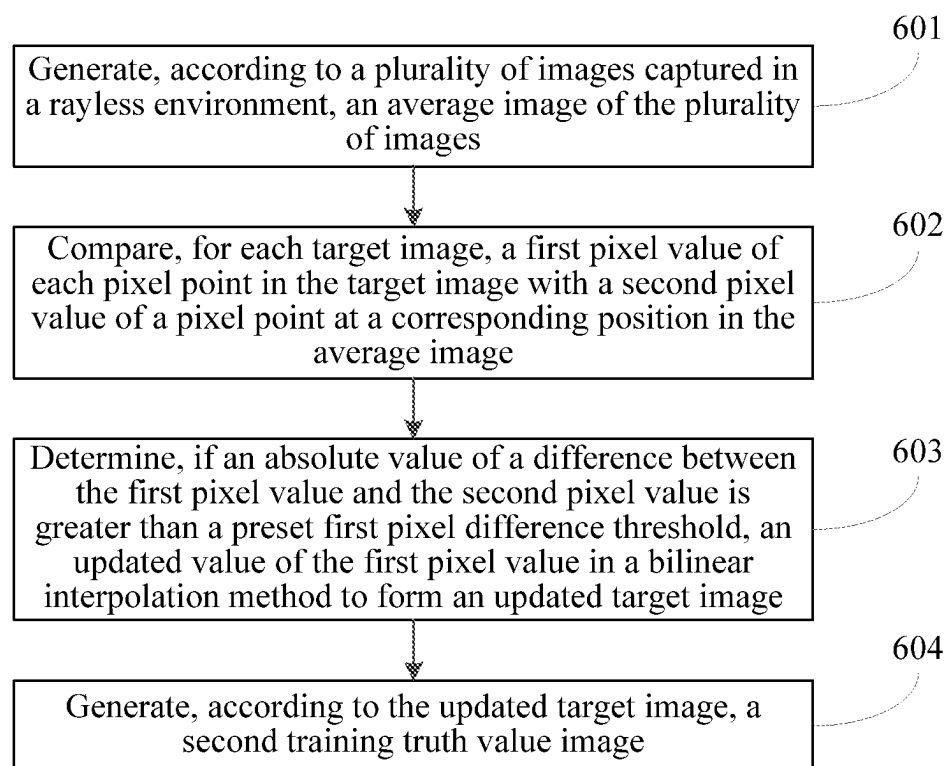 601
Generate, according to a plurality of images captured in
a rayless environment, an average image of the plurality
of images
602
Compare, for each target image, a first pixel value of
each pixel point in the target image with a second pixel
value of a pixel point at a corresponding position in the
average image
603
Determine, if an absolute value of a difference between
the first pixel value and the second pixel value is
greater than a preset first pixel difference threshold, an
updated value of the first pixel value in a bilinear
interpolation method to form an updated target image
604
Generate, according to the updated target image, a
second training truth value image